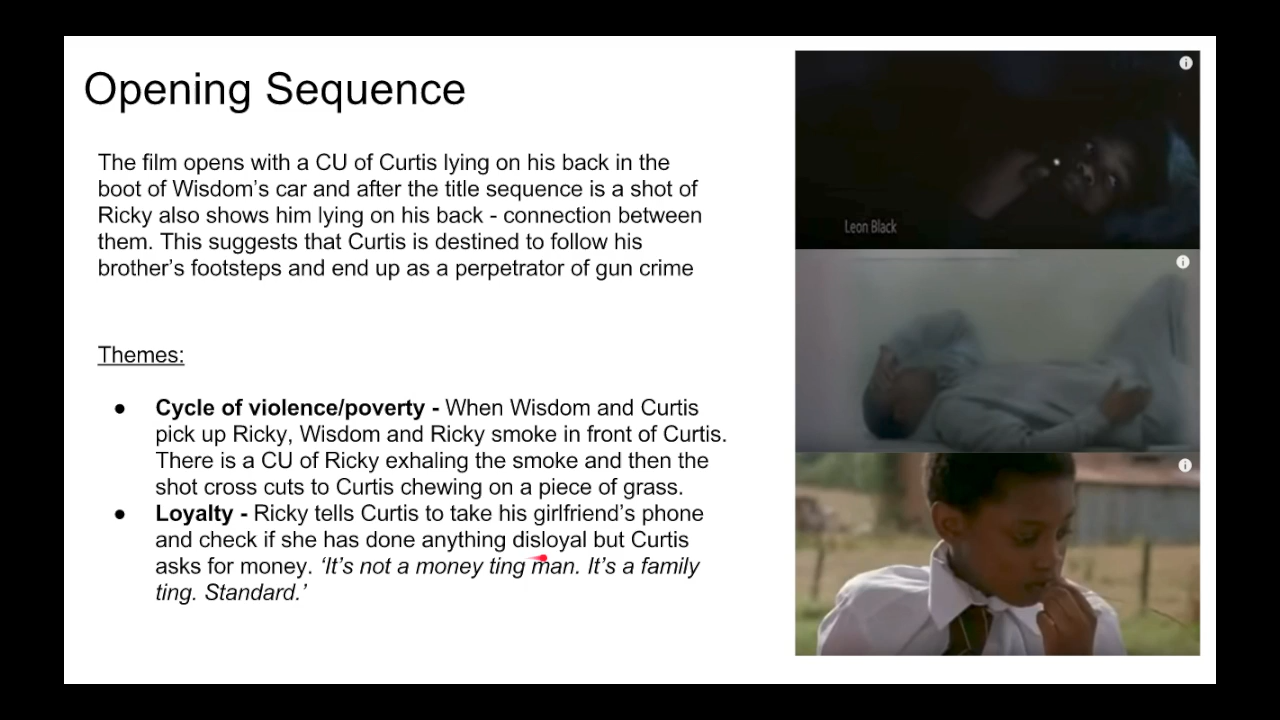 Opening Sequence
The film opens with a CU of Curtis lying on his back in the
boot of Wisdom’s car and after the title sequence is a shot of
Ricky also shows him lying on his back - connection between
them. This suggests that Curtis is destined to follow his
brother’s footsteps and end up as a perpetrator of gun crime
Themes:
● Cycle of violence/poverty - When Wisdom and Curtis
pick up Ricky, Wisdom and Ricky smoke in front of Curtis.
There is a CU of Ricky exhaling the smoke and then the
shot cross cuts to Curtis chewing on a piece of grass.
● Loyalty - Ricky tells Curtis to take his girlfriend’s phone
and check if she has done anything disloyal but Curtis
asks for money. ‘It’s not a money ting man. It’s a family
ting. Standard.’
Leon Black